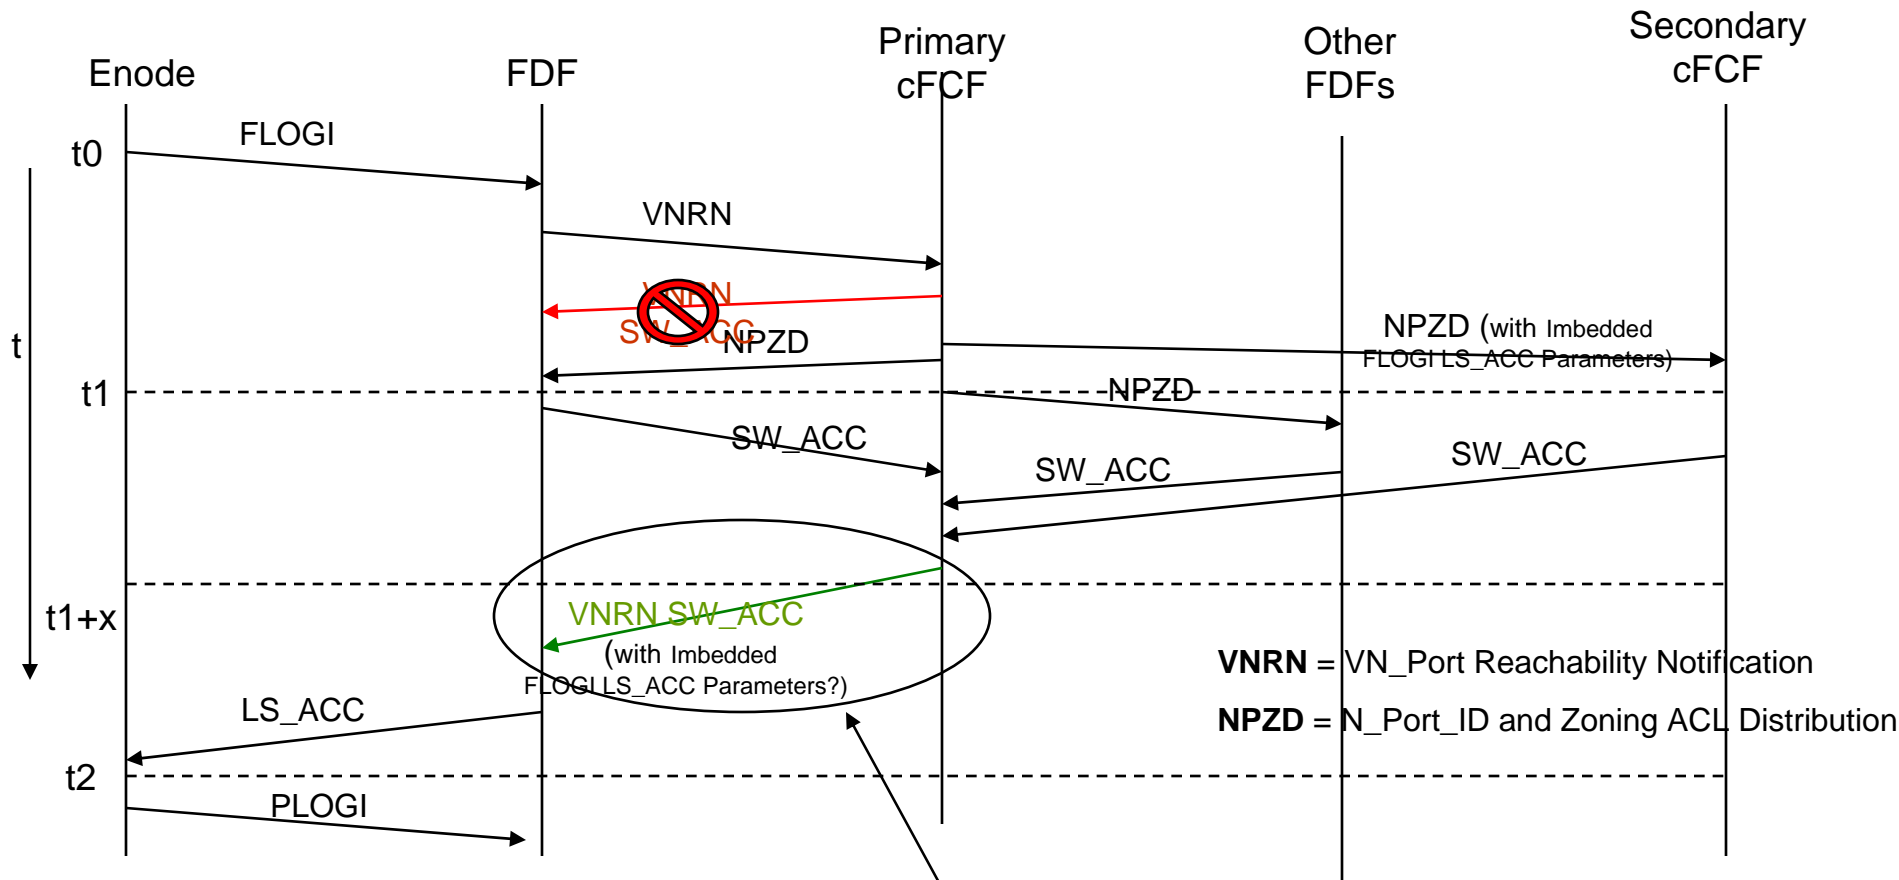 Enode
FDF
Primary
cFCF
Other
FDFs
Secondary
cFCF
t0
FLOGI
VNRN
VNRN
SW_ACC
t
NPZD
NPZD (with Imbedded
FLOGI LS_ACC Parameters)
t1
NPZD
SW_ACC
SW_ACC
SW_ACC
t1+x
VNRN SW_ACC
(with Imbedded
FLOGI LS_ACC Parameters?)
VNRN = VN_Port Reachability Notification
NPZD = N_Port_ID and Zoning ACL Distribution
LS_ACC
t2
PLOGI